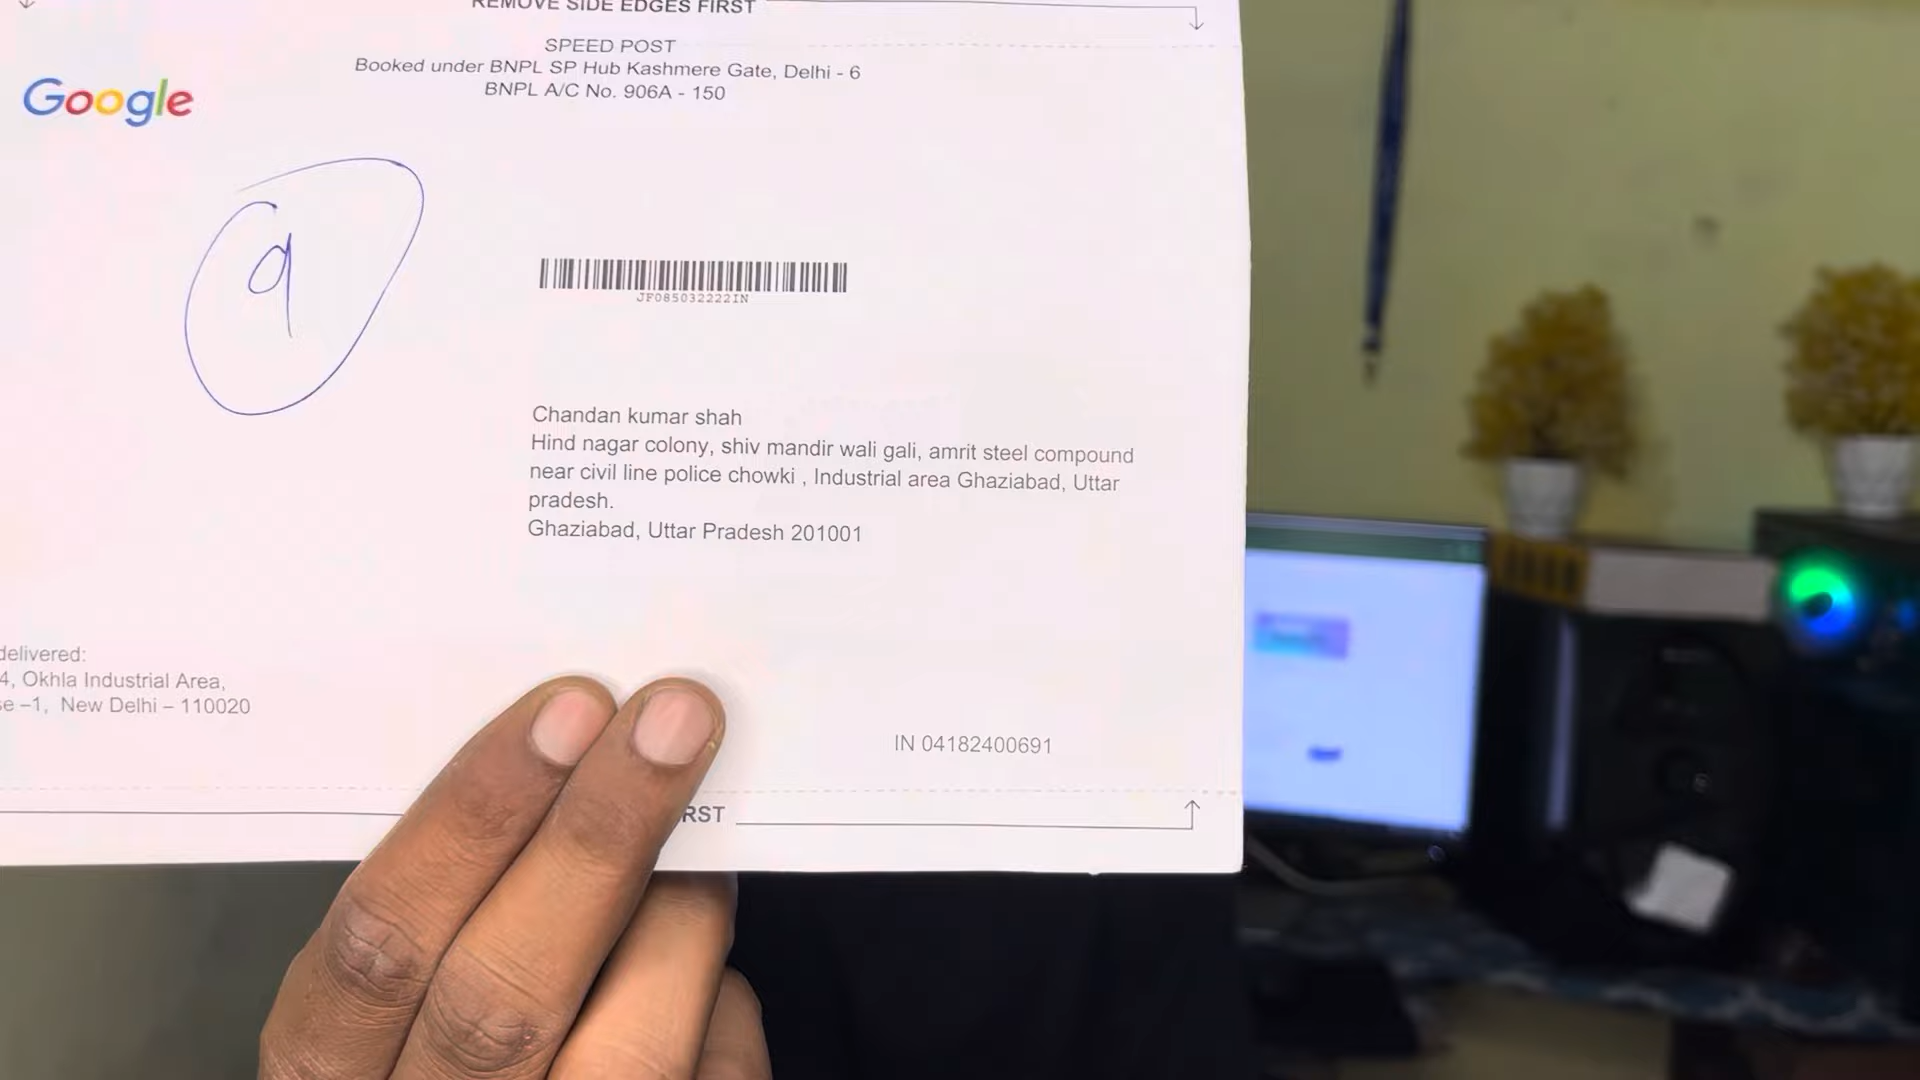 REMOVE SIDE EDGES FIRST
SPEED POST
Booked under BNPL SP Hub Kashmere Gate, Delhi - 6
BNPL A/C No. 906A - 150
Google
9
JF085032222IN
Chandan kumar shah
Hind nagar colony, shiv mandir wali gali, amrit steel compound
near civil line police chowki , Industrial area Ghaziabad, Uttar
pradesh.
Ghaziabad, Uttar Pradesh 201001
delivered:
4, Okhla Industrial Area,
se –1, New Delhi – 110020
IN 04182400691
RST